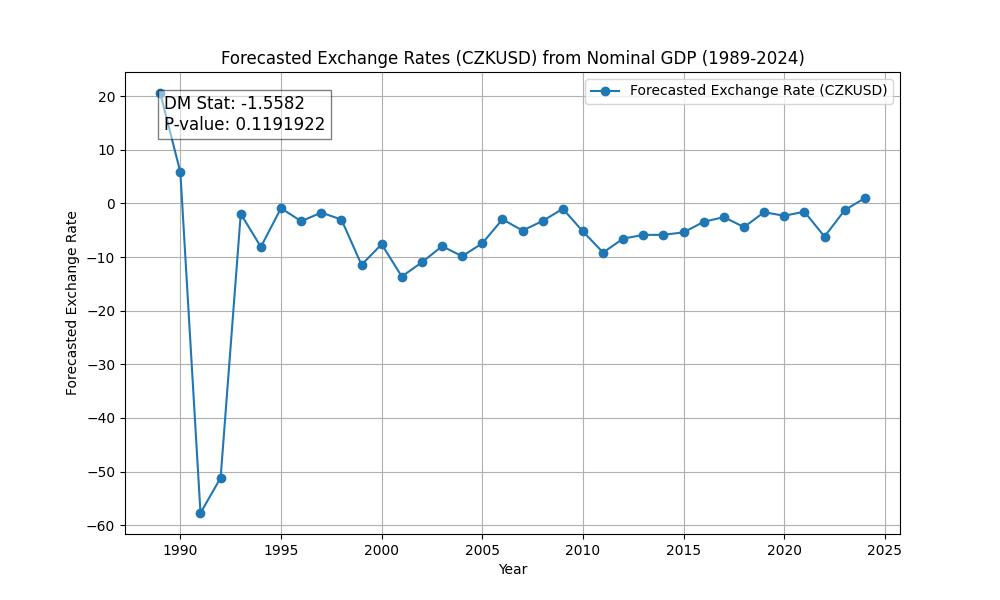 Forecasted Exchange Rates (CZKUSD) from Nominal GDP (1989-2024)
DM Stat: -1.5582
P-value: 0.1191922
Forecasted Exchange Rate (CZKUSD)
Forecasted Exchange Rate
20
10
0
−10
−20
−30
−40
−50
−60
1990 1995 2000 2005 2010 2015 2020 2025
Year